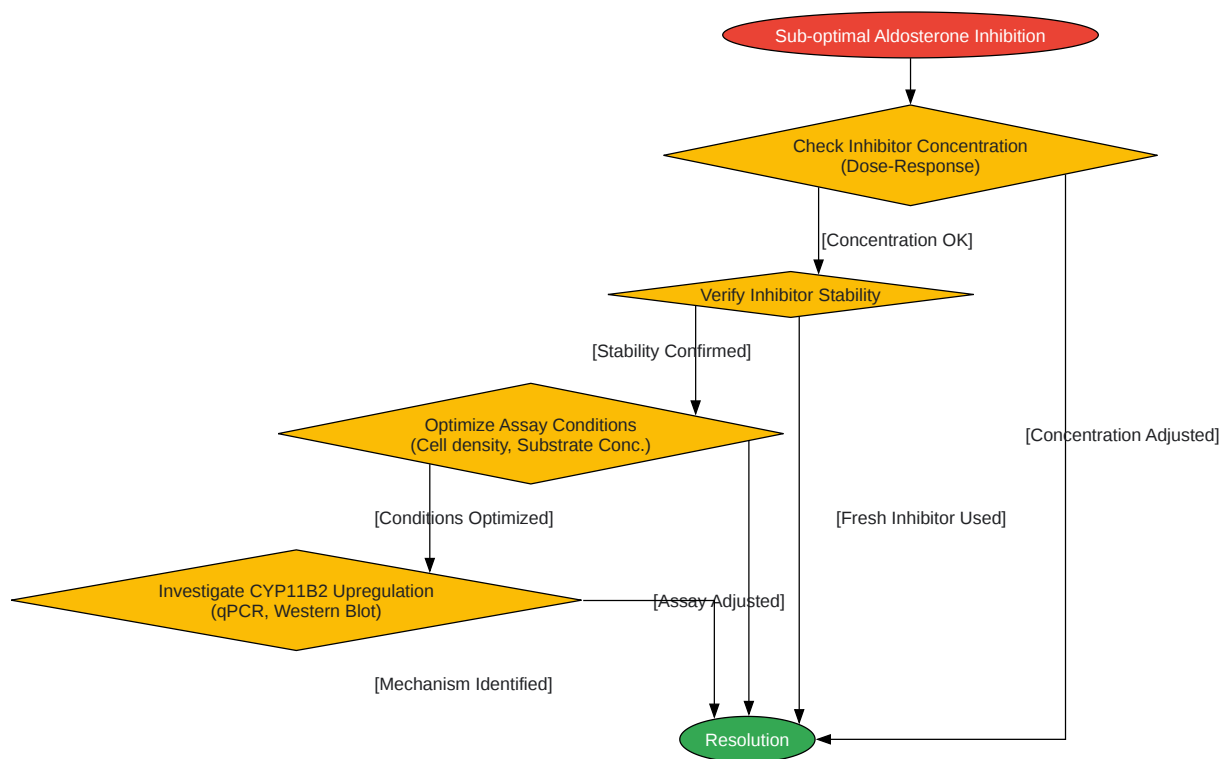 Sub-optimal Aldosterone Inhibition
Check Inhibitor Concentration
(Dose-Response)
[Concentration OK]
Verify Inhibitor Stability
[Stability Confirmed]
Optimize Assay Conditions
(Cell density, Substrate Conc.)
[Concentration Adjusted]
[Conditions Optimized]
[Fresh Inhibitor Used]
Investigate CYP11B2 Upregulation
(qPCR, Western Blot)
[Assay Adjusted]
[Mechanism Identified]
Resolution